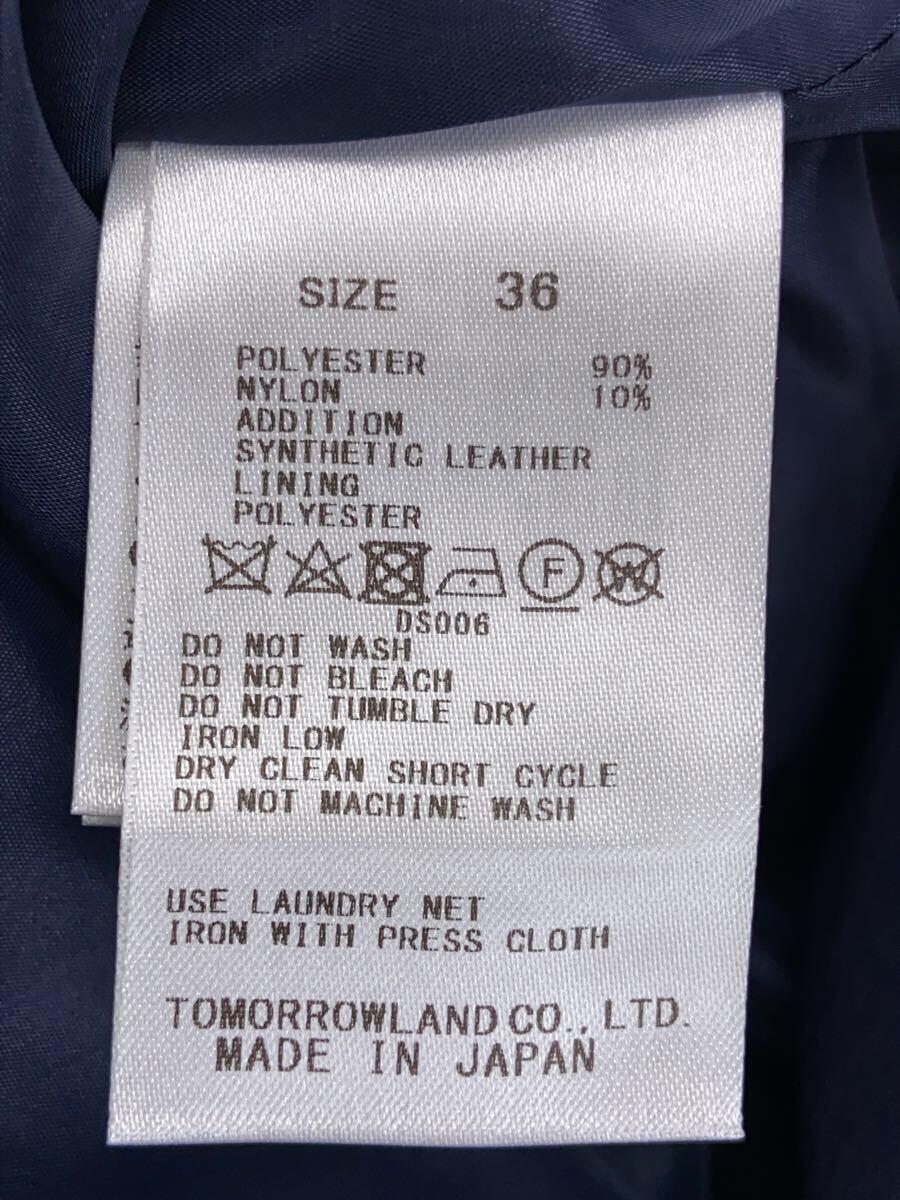 SIZE 36
POLYESTER 90%
NYLON 10%
ADDITION
SYNTHETIC LEATHER
LINING
POLYESTER
F W
DS006
DO NOT WASH
DO NOT BLEACH
DO NOT TUMBLE DRY
IRON LOW
DRY CLEAN SHORT CYCLE
DO NOT MACHINE WASH
USE LAUNDRY NET
IRON WITH PRESS CLOTH
TOMORROWLAND CO., LTD.
MADE IN JAPAN